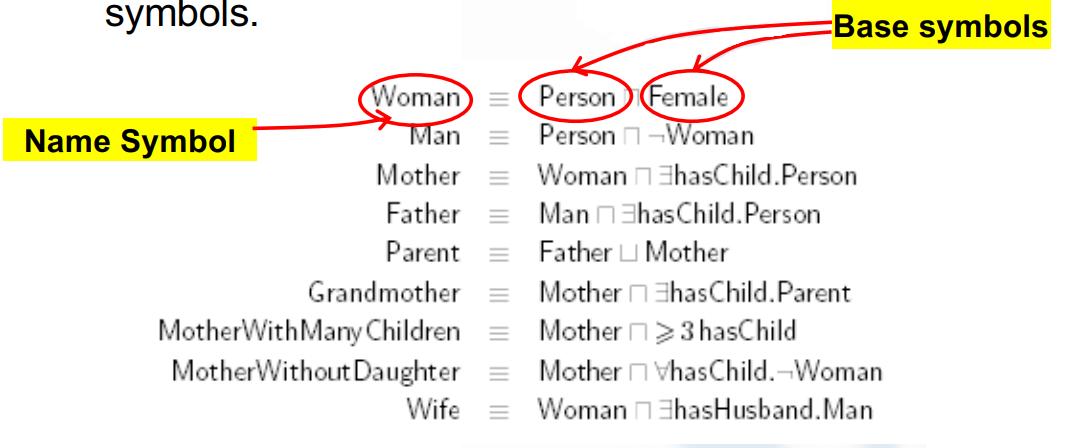 symbols.
Base symbols
Woman ≡ Person ⊓ Female
Name Symbol
Man ≡ Person ⊓ ¬Woman
Mother ≡ Woman ⊓ ∃hasChild.Person
Father ≡ Man ⊓ ∃hasChild.Person
Parent ≡ Father ⊔ Mother
Grandmother ≡ Mother ⊓ ∃hasChild.Parent
MotherWithManyChildren ≡ Mother ⊓ ⩾ 3 hasChild
MotherWithoutDaughter ≡ Mother ⊓ ∀hasChild.¬Woman
Wife ≡ Woman ⊓ ∃hasHusband.Man